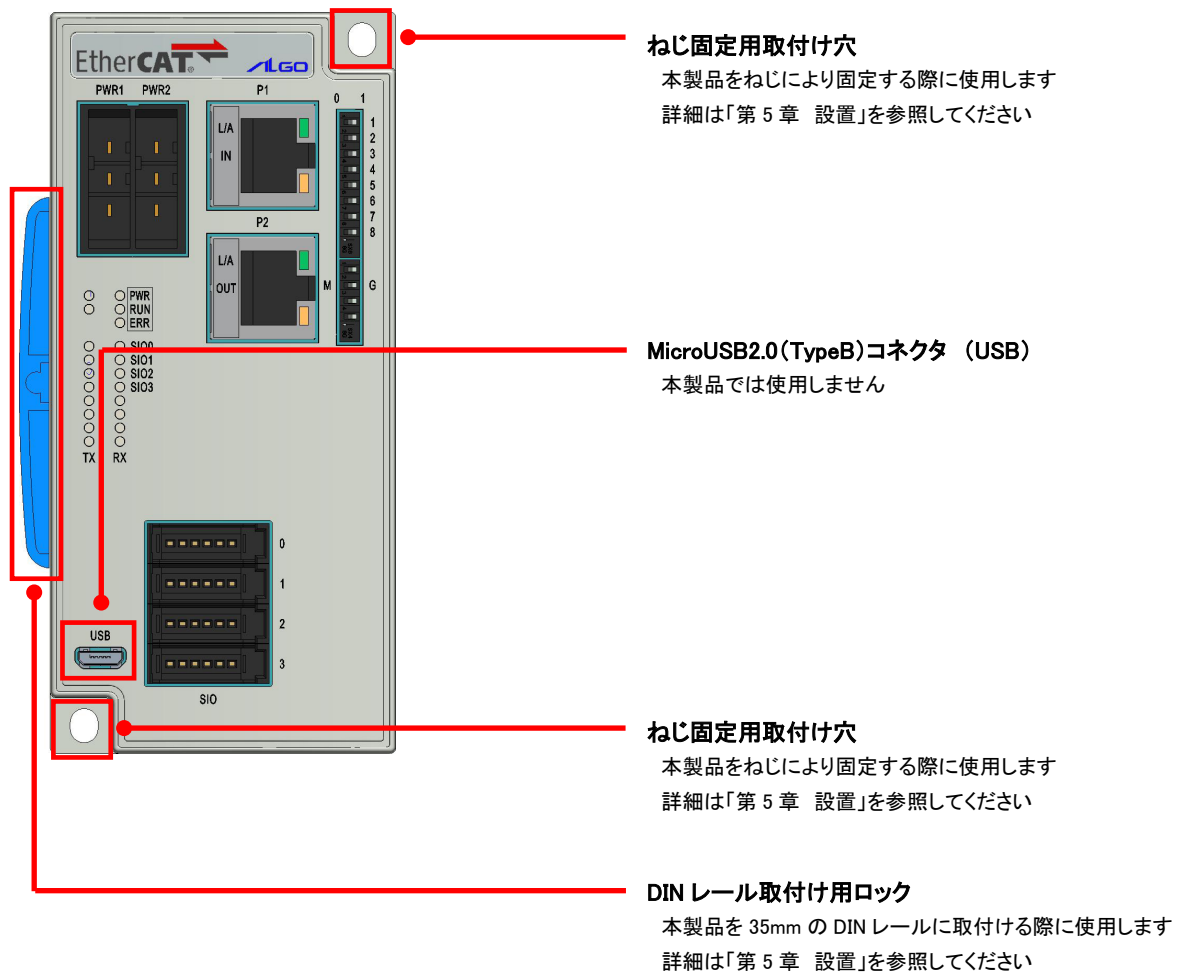 EtherCAT®
ALGO
PWR1 PWR2
P1
0 1
L/A
IN
1
2
3
4
5
6
7
8
P2
L/A
OUT
M
G
PWR
RUN
ERR
SIO0
SIO1
SIO2
SIO3
TX RX
0
1
2
3
USB
SIO
ねじ固定用取付け穴
本製品をねじにより固定する際に使用します
詳細は「第 5 章 設置」を参照してください
MicroUSB2.0(TypeB)コネクタ (USB)
本製品では使用しません
ねじ固定用取付け穴
本製品をねじにより固定する際に使用します
詳細は「第 5 章 設置」を参照してください
DIN レール取付け用ロック
本製品を 35mm の DIN レールに取付ける際に使用します
詳細は「第 5 章 設置」を参照してください